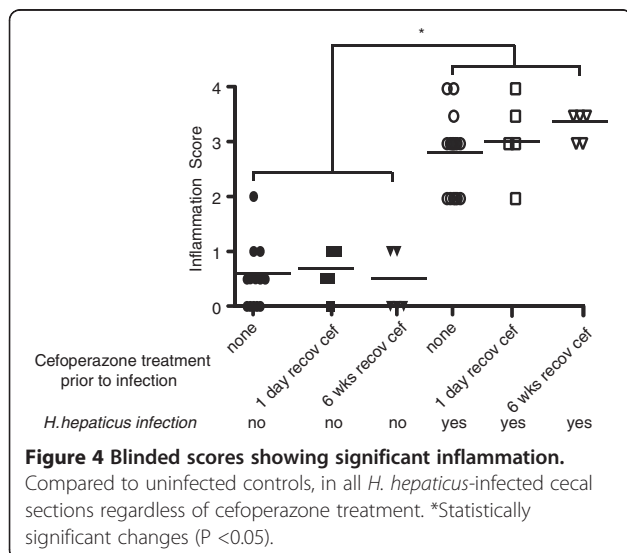 *
4
3
2
1
0
Inflammation Score
none
1 day recov cef
6 wks recov cef
none
1 day recov cef
6 wks recov cef
Cefoperazone treatment
prior to infection
H.hepaticus infection no no no yes yes yes
Figure 4 Blinded scores showing significant inflammation.
Compared to uninfected controls, in all H. hepaticus-infected cecal
sections regardless of cefoperazone treatment. *Statistically
significant changes (P <0.05).